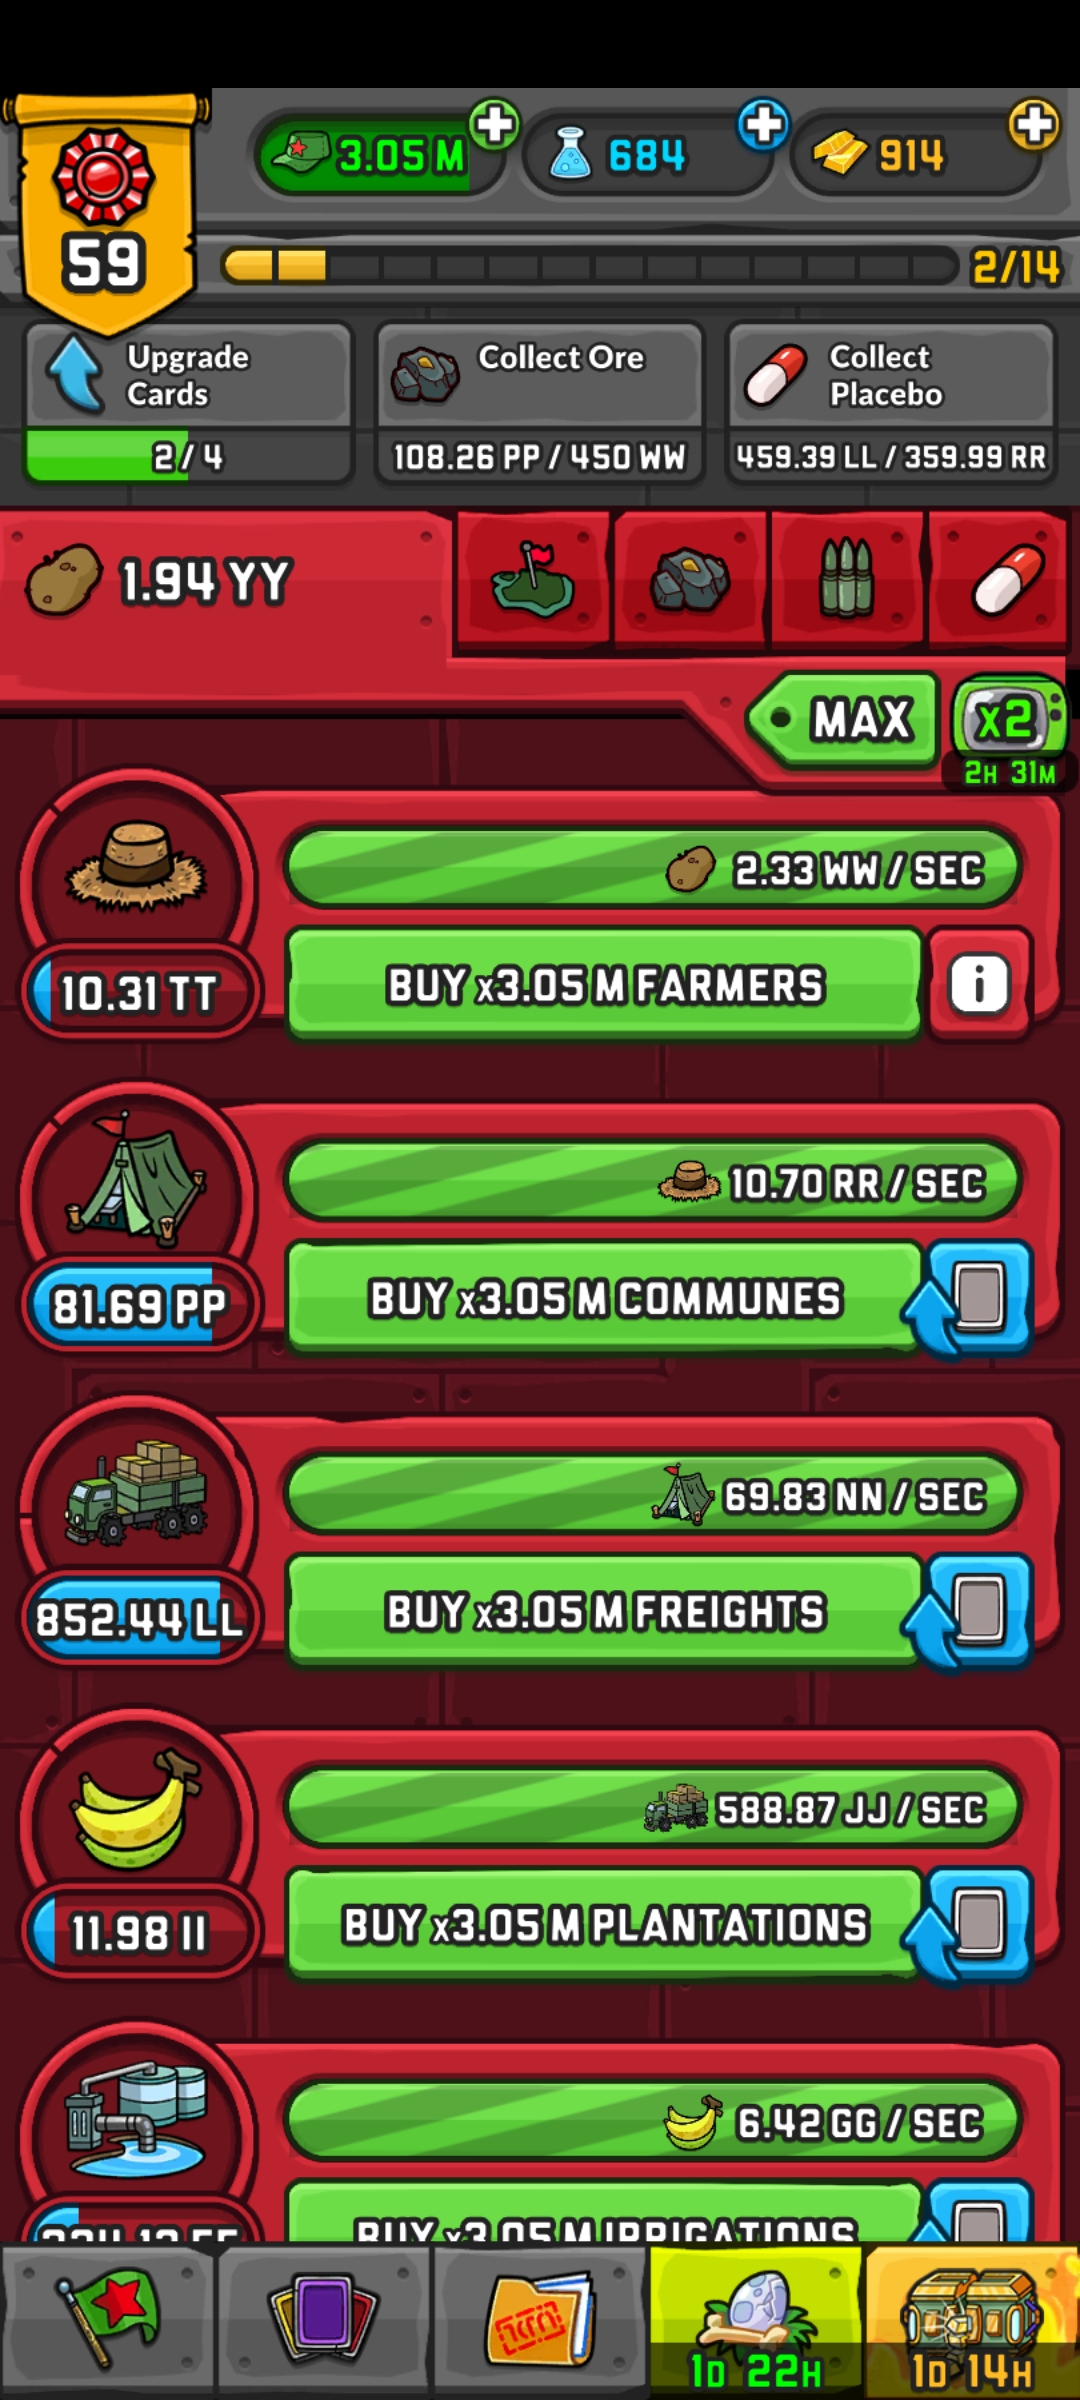 3.05 M
684
914
59
2/14
Upgrade Cards
2/4
Collect Ore
108.26 PP / 450 WW
Collect Placebo
459.39 LL / 359.99 RR
1.94 YY
MAX
x2
2H 31M
2.33 WW / SEC
10.31 TT
BUY x3.05 M FARMERS
i
10.70 RR / SEC
81.69 PP
BUY x3.05 M COMMUNES
69.83 NN / SEC
852.44 LL
BUY x3.05 M FREIGHTS
588.87 JJ / SEC
11.98 II
BUY x3.05 M PLANTATIONS
6.42 GG / SEC
BUY x3.05 M IRRIGATIONS
1D 22H
1D 14H